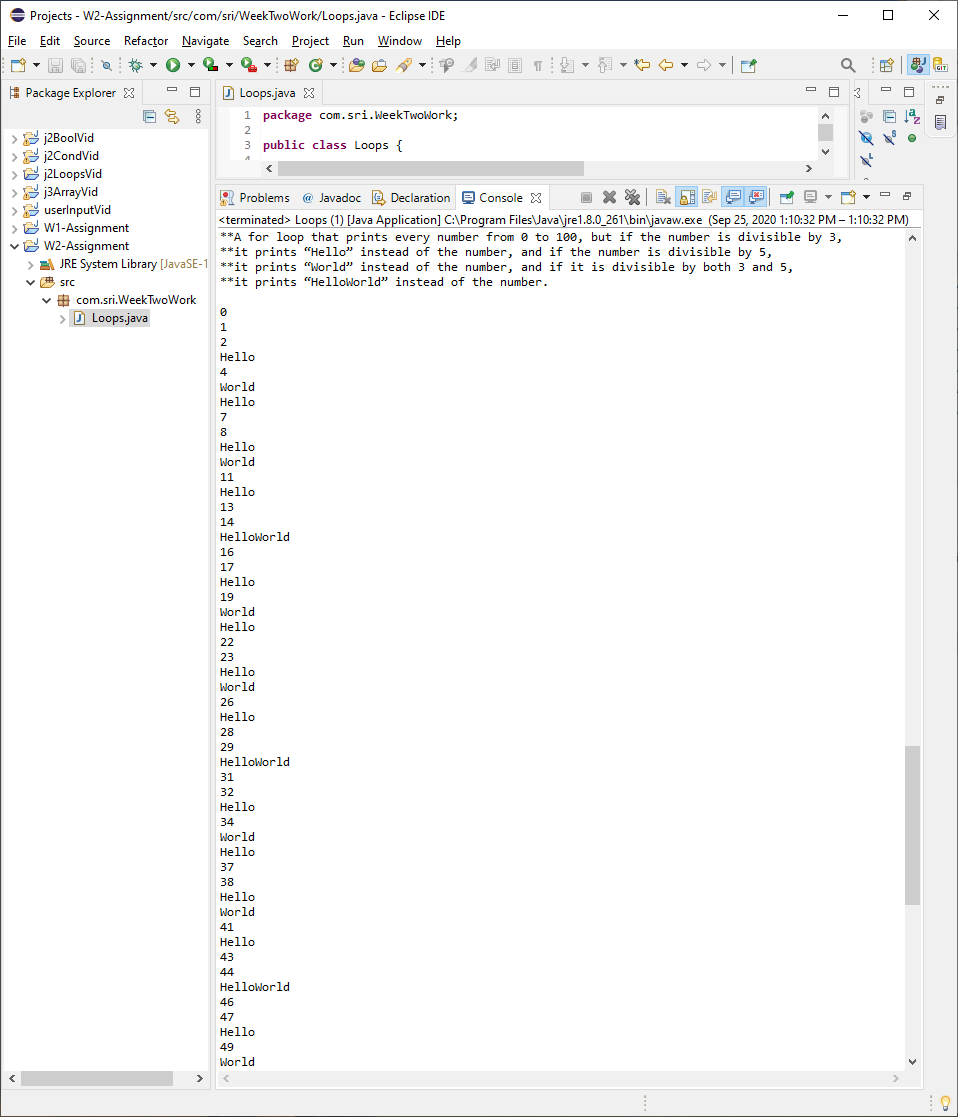 Projects - W2-Assignment/src/com/sri/WeekTwoWork/Loops.java - Eclipse IDE
File Edit Source Refactor Navigate Search Project Run Window Help
Package Explorer
j2BoolVid
j2CondVid
j2LoopsVid
j3ArrayVid
userInputVid
W1-Assignment
W2-Assignment
JRE System Library [JavaSE-1
src
com.sri.WeekTwoWork
Loops.java
Loops.java
1 package com.sri.WeekTwoWork;
2
3 public class Loops {
Problems @ Javadoc Declaration Console
<terminated> Loops (1) [Java Application] C:\Program Files\Java\jre1.8.0_261\bin\javaw.exe (Sep 25, 2020 1:10:32 PM – 1:10:32 PM)
**A for loop that prints every number from 0 to 100, but if the number is divisible by 3,
**it prints “Hello” instead of the number, and if the number is divisible by 5,
**it prints “World” instead of the number, and if it is divisible by both 3 and 5,
**it prints “HelloWorld” instead of the number.
0
1
2
Hello
4
World
Hello
7
8
Hello
World
11
Hello
13
14
HelloWorld
16
17
Hello
19
World
Hello
22
23
Hello
World
26
Hello
28
29
HelloWorld
31
32
Hello
34
World
Hello
37
38
Hello
World
41
Hello
43
44
HelloWorld
46
47
Hello
49
World